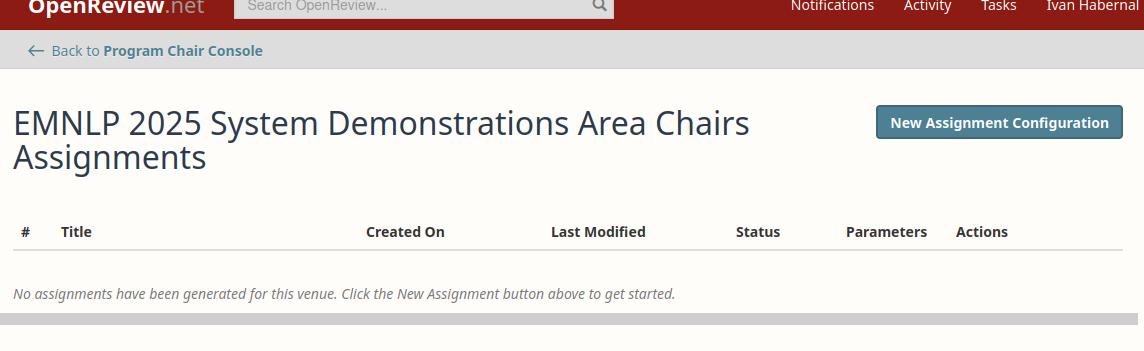 OpenReview.net
Search OpenReview...
Notifications Activity Tasks Ivan Habernal
← Back to Program Chair Console
EMNLP 2025 System Demonstrations Area Chairs
Assignments
New Assignment Configuration
# Title Created On Last Modified Status Parameters Actions
No assignments have been generated for this venue. Click the New Assignment button above to get started.